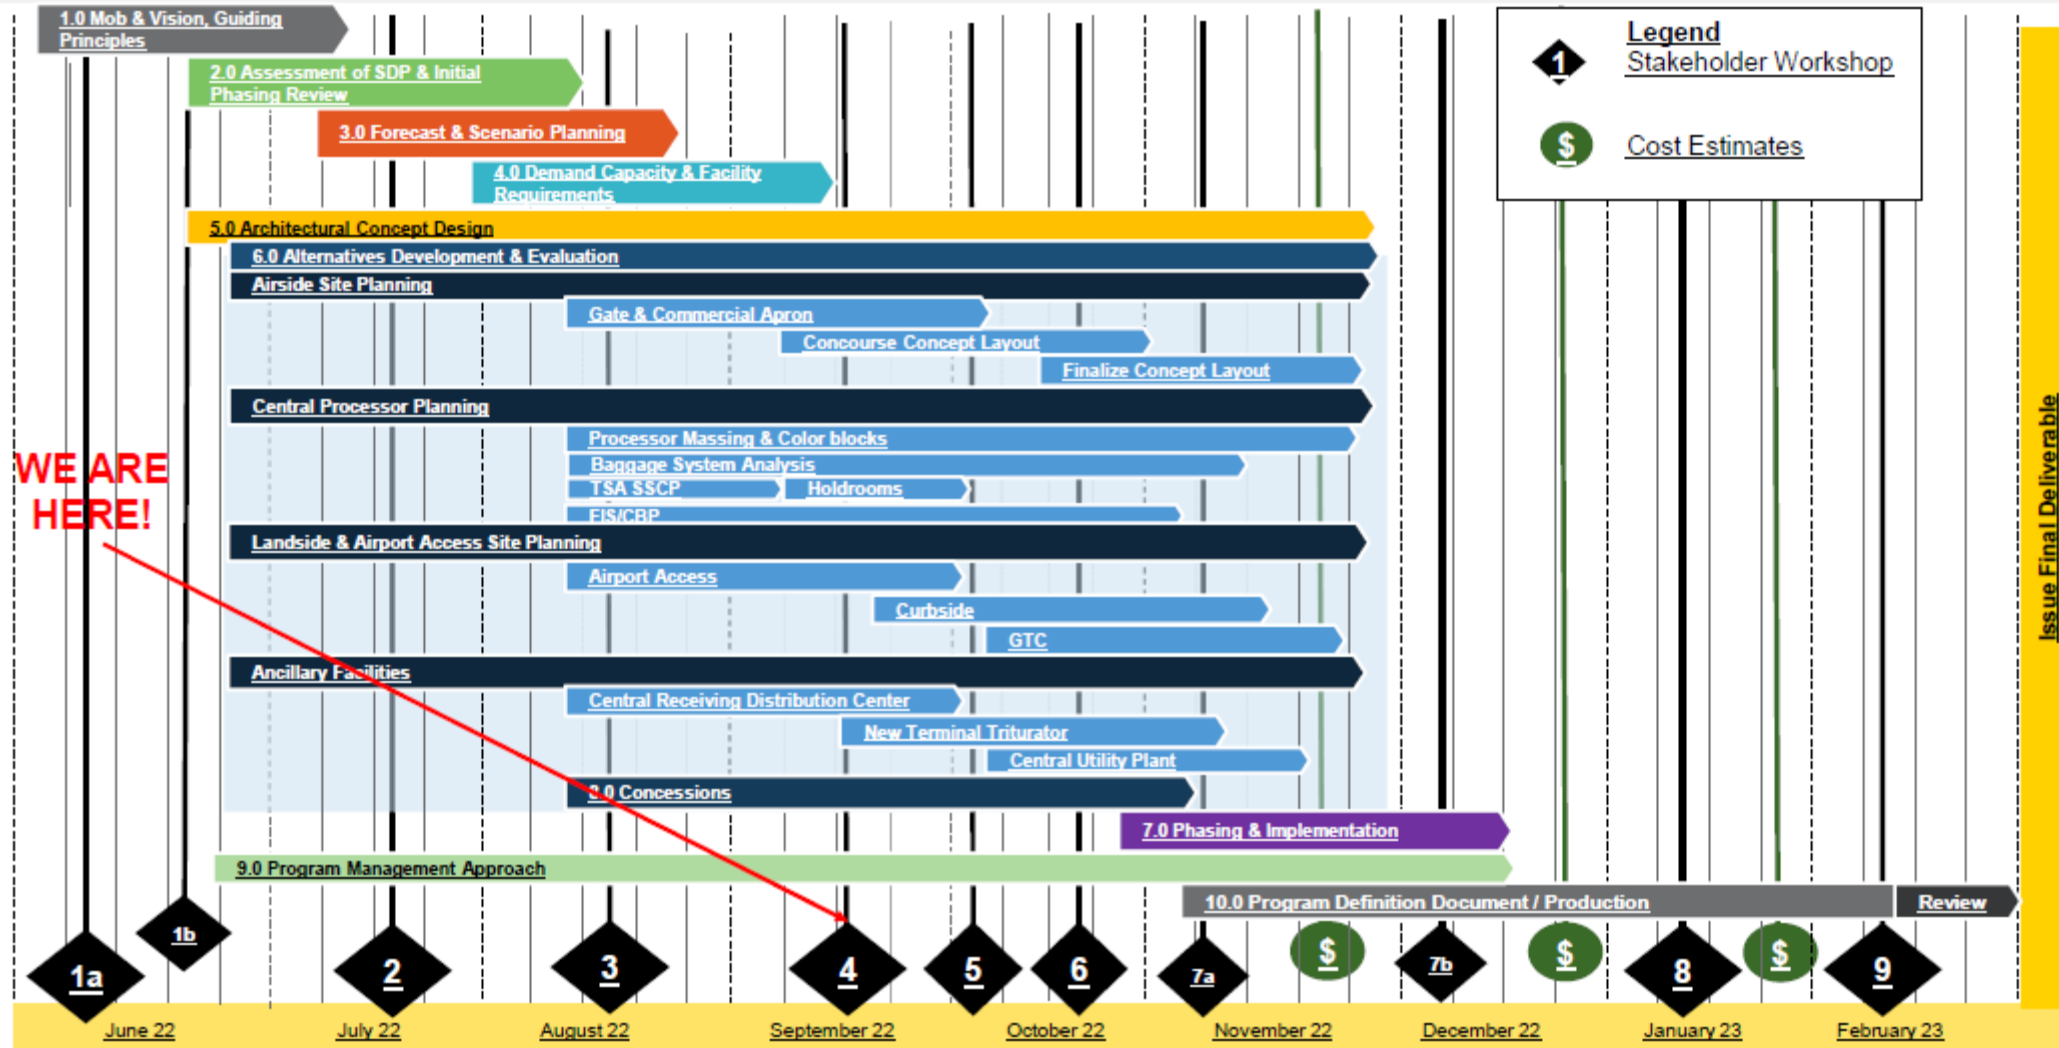 1.0 Mob & Vision, Guiding
Principles
2.0 Assessment of SDP & Initial
Phasing Review
3.0 Forecast & Scenario Planning
4.0 Demand Capacity & Facility
Requirements
5.0 Architectural Concept Design
6.0 Alternatives Development & Evaluation
Airside Site Planning
Gate & Commercial Apron
Concourse Concept Layout
Finalize Concept Layout
Central Processor Planning
Processor Massing & Color blocks
Baggage System Analysis
TSA SSCP
Holdrooms
FIS/CBP
Landside & Airport Access Site Planning
Airport Access
Curbside
GTC
Ancillary Facilities
Central Receiving Distribution Center
New Terminal Triturator
Central Utility Plant
8.0 Concessions
7.0 Phasing & Implementation
9.0 Program Management Approach
10.0 Program Definition Document / Production
Review
WE ARE
HERE!
Legend
1
Stakeholder Workshop
$
Cost Estimates
Issue Final Deliverable
1a
1b
2
3
4
5
6
7a
$
7b
$
8
$
9
June 22
July 22
August 22
September 22
October 22
November 22
December 22
January 23
February 23